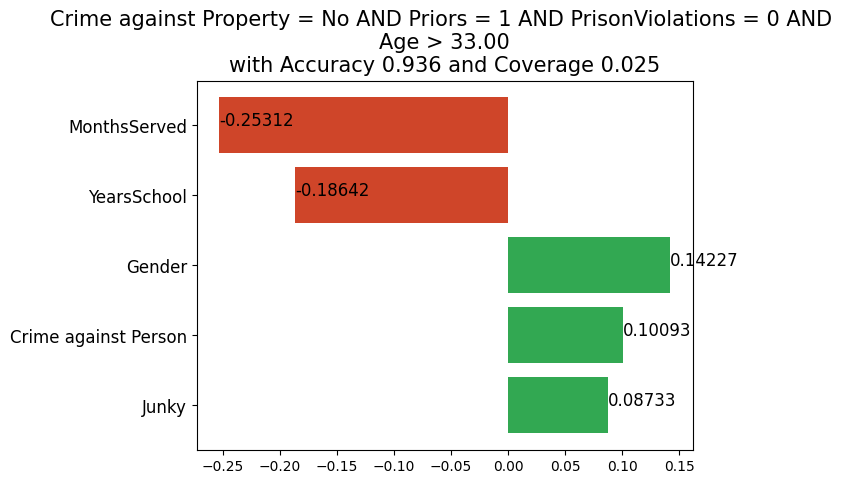 Crime against Property = No AND Priors = 1 AND PrisonViolations = 0 AND
Age > 33.00
with Accuracy 0.936 and Coverage 0.025
MonthsServed
-0.25312
YearsSchool
-0.18642
Gender
0.14227
Crime against Person
0.10093
Junky
0.08733
−0.25 −0.20 −0.15 −0.10 −0.05 0.00 0.05 0.10 0.15